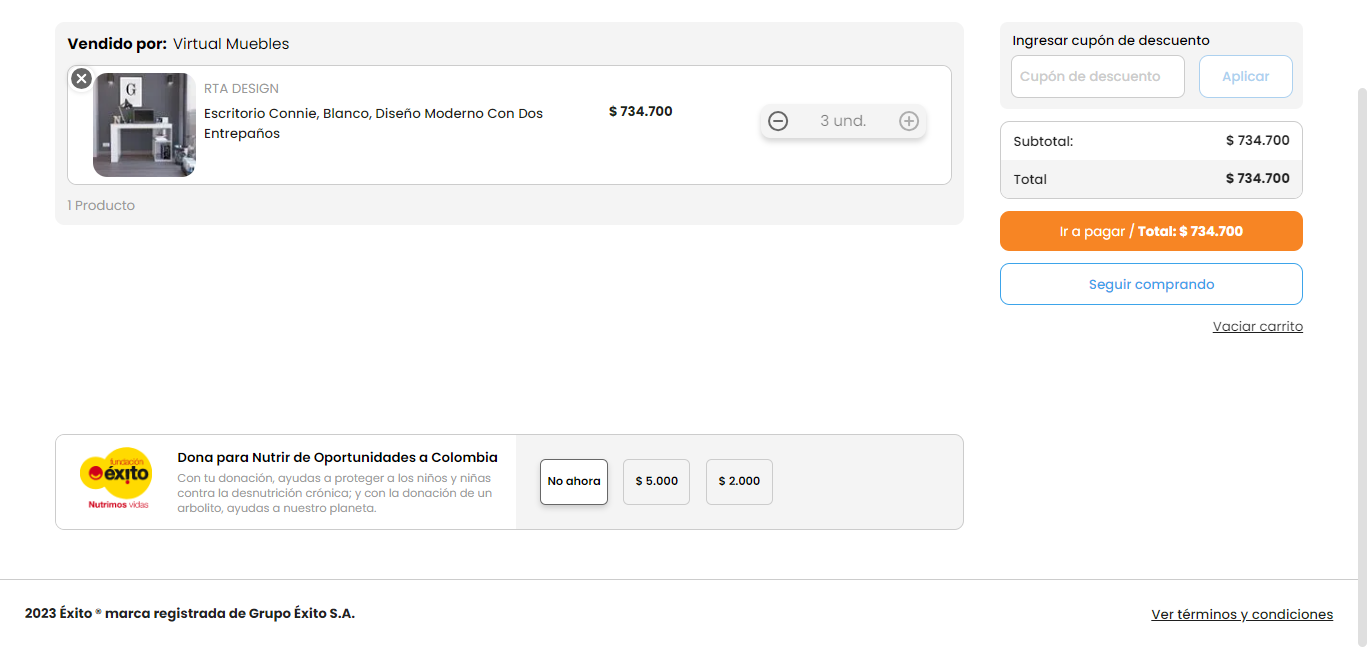 Vendido por: Virtual Muebles
G
RTA DESIGN
Escritorio Connie, Blanco, Diseño Moderno Con Dos
Entrepaños
$ 734.700
3 und.
1 Producto
Ingresar cupón de descuento
Cupón de descuento
Aplicar
Subtotal: $ 734.700
Total $ 734.700
Ir a pagar / Total: $ 734.700
Seguir comprando
Vaciar carrito
fundación
éxito
Nutrimos vidas
Dona para Nutrir de Oportunidades a Colombia
Con tu donación, ayudas a proteger a los niños y niñas
contra la desnutrición crónica; y con la donación de un
arbolito, ayudas a nuestro planeta.
No ahora
$ 5.000
$ 2.000
2023 Éxito ® marca registrada de Grupo Éxito S.A.
Ver términos y condiciones